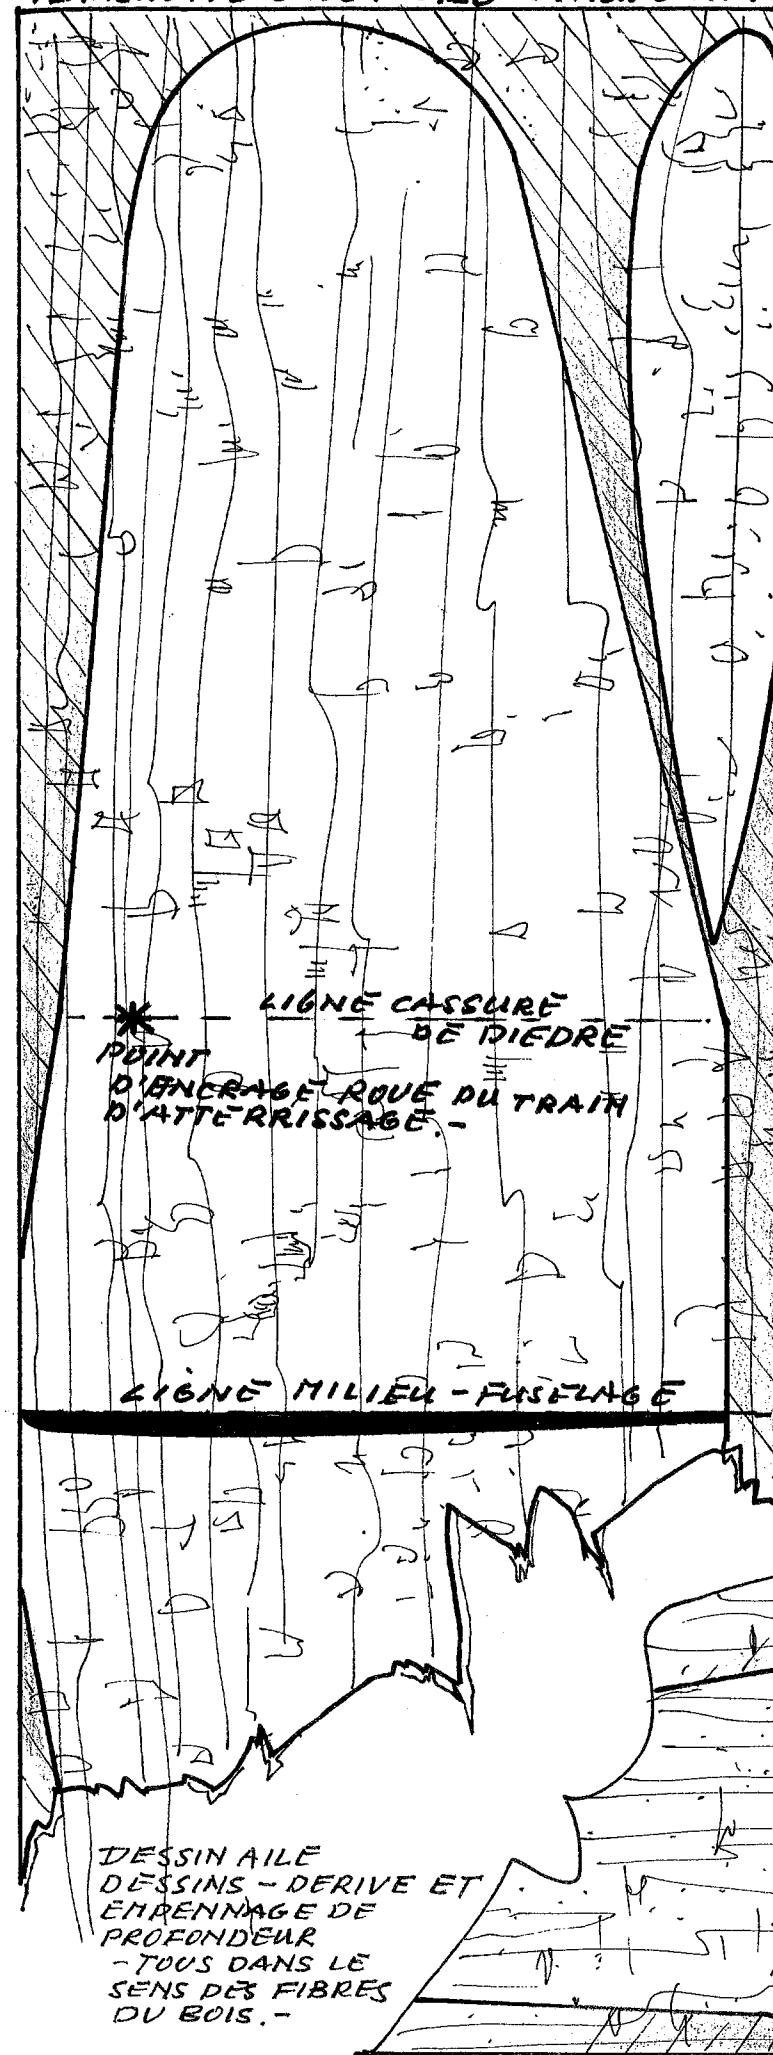 LIGNE CASSURE
DE DIEDRE
POINT
D'ENCRAGE ROUE DU TRAIN
D'ATTERRISSAGE.-
LIGNE MILIEU - FUSELAGE
DESSIN AILE
DESSINS - DERIVE ET
EMPENNAGE DE
PROFONDEUR
- TOUS DANS LE
SENS DES FIBRES
DU BOIS.-